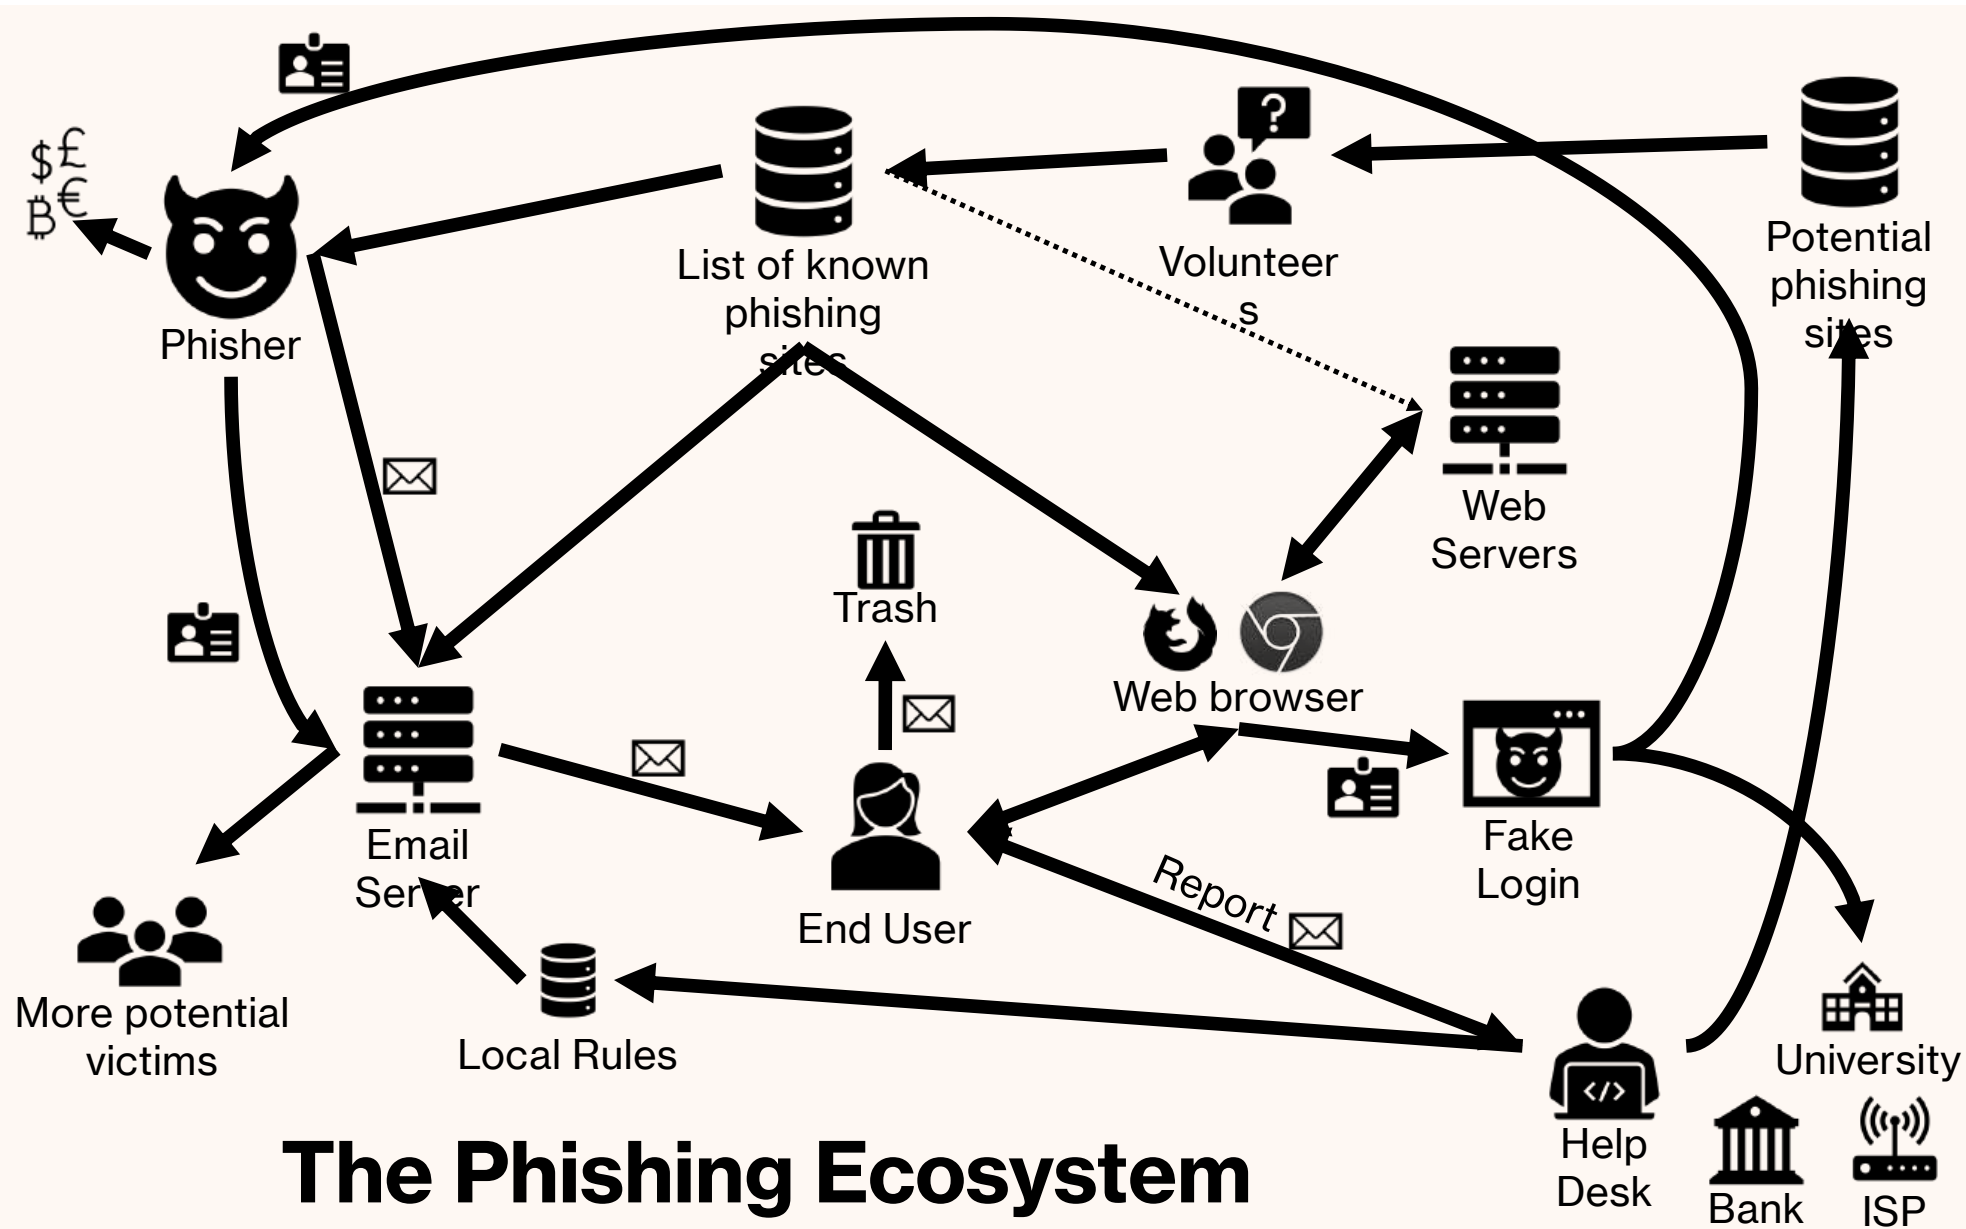 $£
₿€
?
Phisher
List of known
phishing
sites
Volunteer
s
Potential
phishing
sites
Web
Servers
Trash
Web browser
Email
Server
End User
Fake
Login
Report
More potential
victims
Local Rules
</>
Help
Desk
University
Bank
ISP
The Phishing Ecosystem